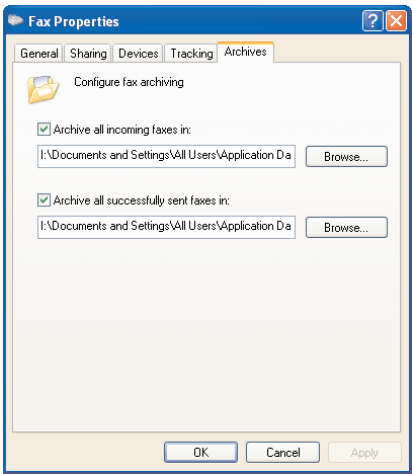 Fax Properties
General Sharing Devices Tracking Archives
Configure fax archiving
Archive all incoming faxes in:
I:\Documents and Settings\All Users\Application Da Browse...
Archive all successfully sent faxes in:
I:\Documents and Settings\All Users\Application Da Browse...
OK Cancel Apply